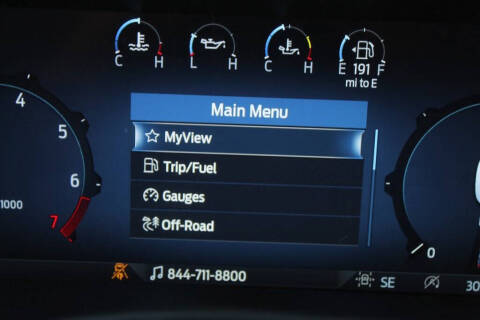 C H L H C H E F
191
mi to E
Main Menu
MyView
Trip/Fuel
Gauges
Off-Road
4
5
6
7
1000
0
844-711-8800
SE
30